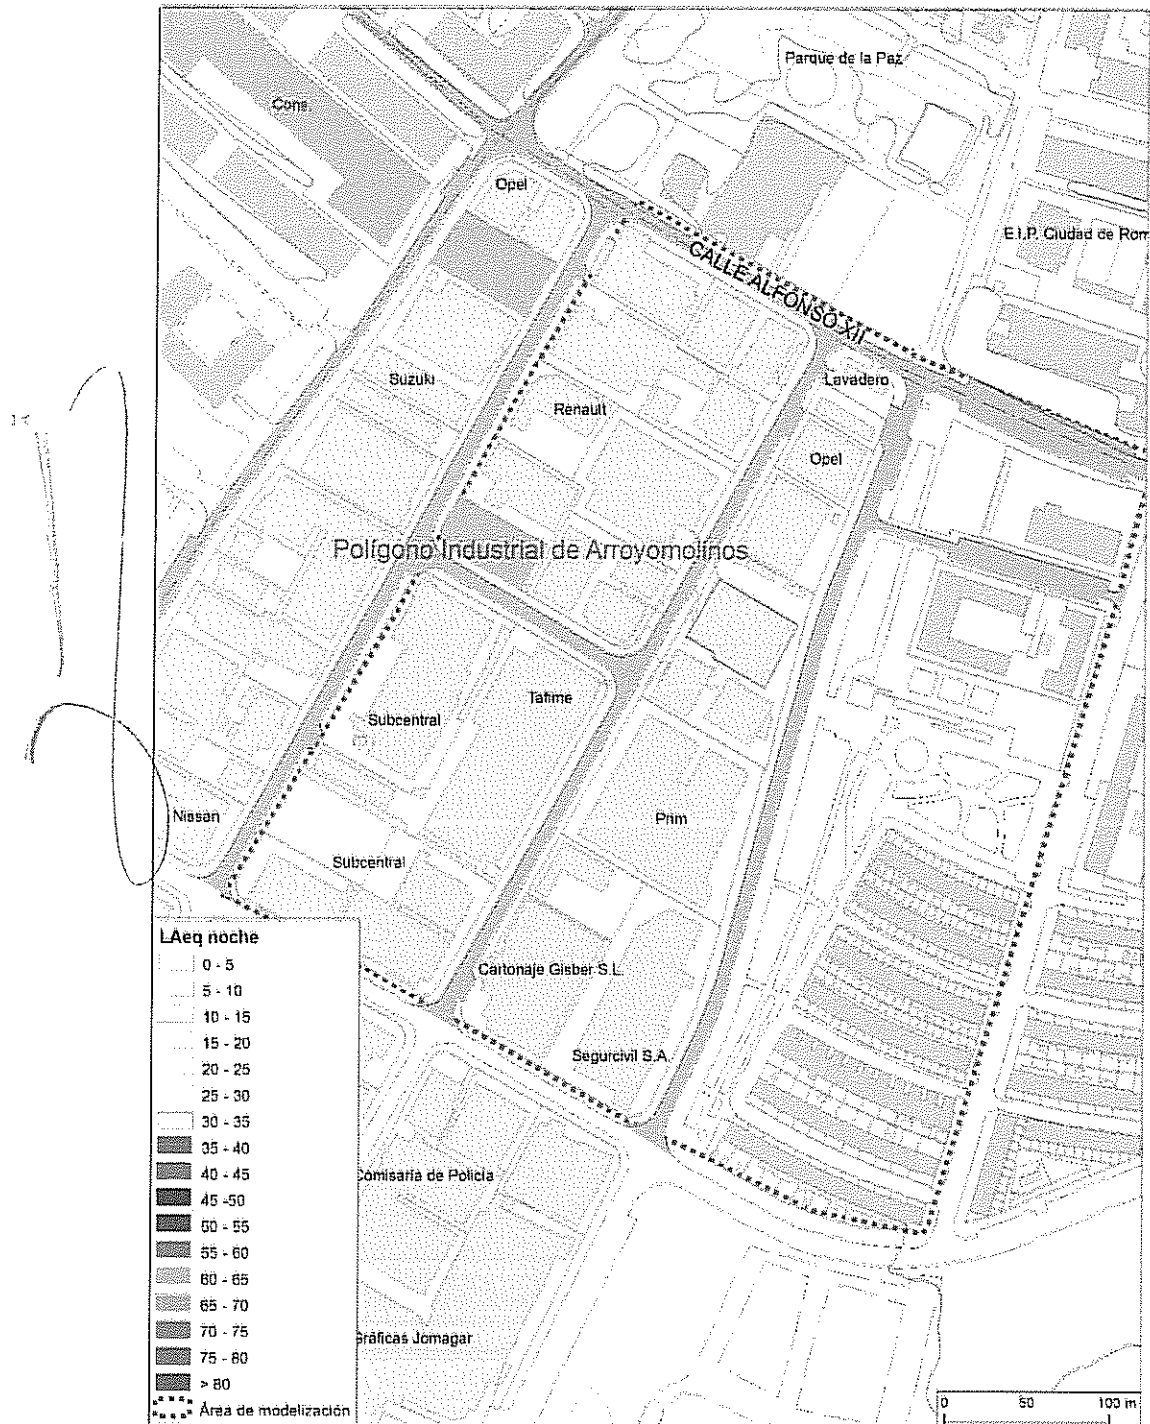 Parque de la Paz
Cons.
Opel
E.I.P. Ciudad de Rom
CALLE ALFONSO XII
Suzuki
Lavadero
Renault
Opel
Polígono Industrial de Arroyomolinos
Tafime
Subcentral
Nissan
Prim
Subcentral
LAeq noche
0 - 5
5 - 10
10 - 15
15 - 20
20 - 25
25 - 30
30 - 35
35 - 40
40 - 45
45 -50
50 - 55
55 - 60
60 - 65
65 - 70
70 - 75
75 - 80
> 80
Área de modelización
Cartonaje Gisber S.L.
Segurcivil S.A.
Comisaría de Policía
Gráficas Jomagar
0 50 100 m